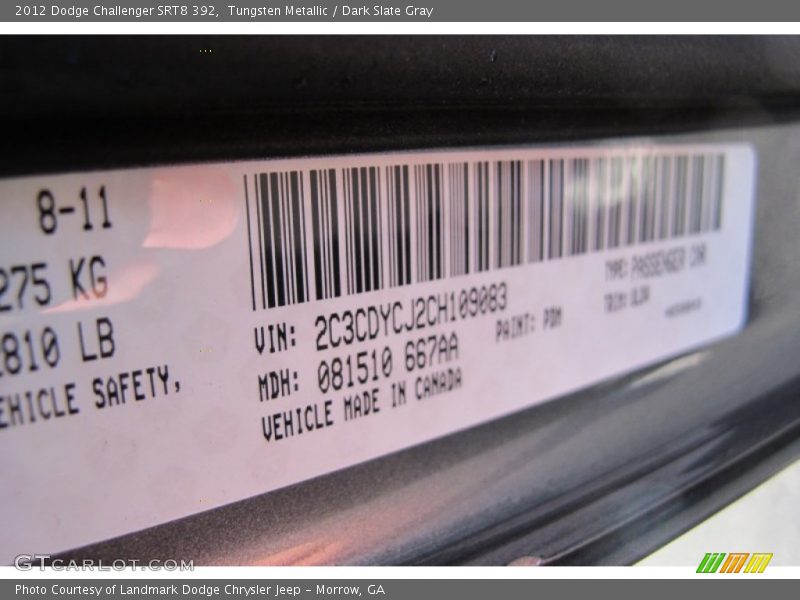 2012 Dodge Challenger SRT8 392, Tungsten Metallic / Dark Slate Gray
8-11
275 KG
810 LB
EHICLE SAFETY,
VIN: 2C3CDYCJ2CH109083
MDH: 081510 667AA
VEHICLE MADE IN CANADA
PAINT: PDM
TYPE: PASSENGER CAR
TRIM:
GTCARLOT.COM
Photo Courtesy of Landmark Dodge Chrysler Jeep - Morrow, GA